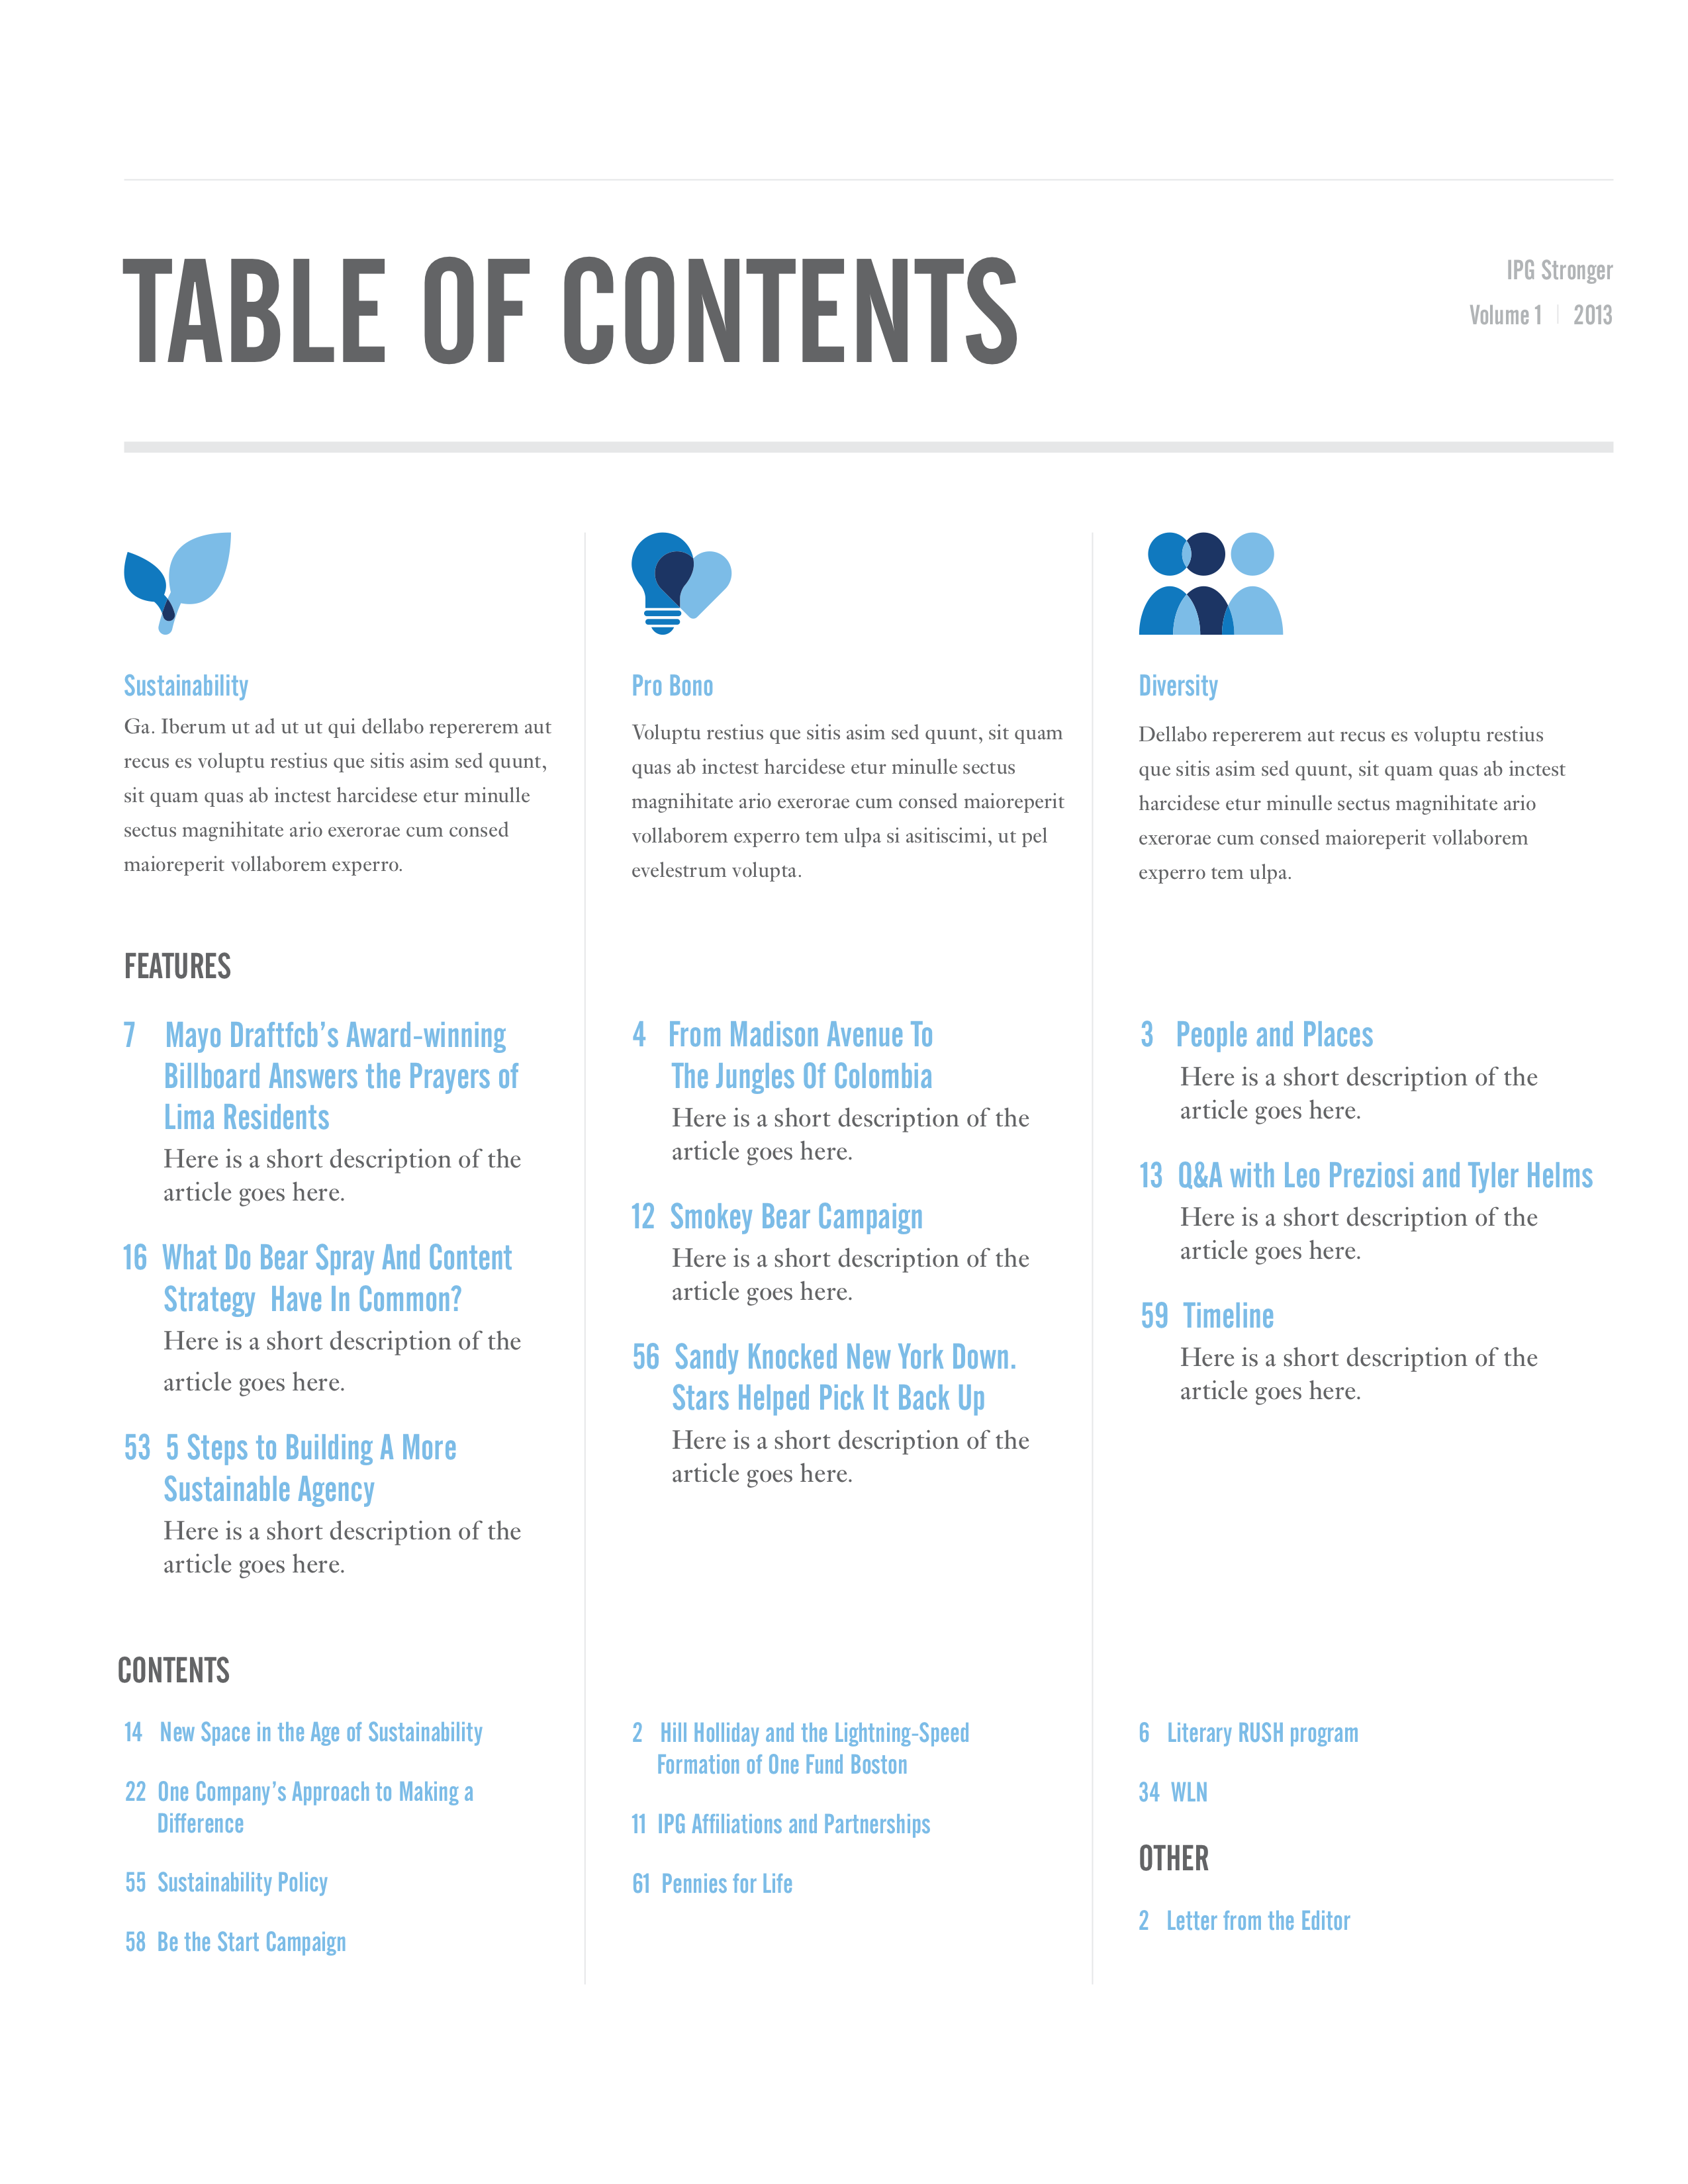 TABLE OF CONTENTS
IPG Stronger
Volume 1 | 2013
Sustainability
Ga. Iberum ut ad ut ut qui dellabo repererem aut
recus es voluptu restius que sitis asim sed quunt,
sit quam quas ab inctest harcidese etur minulle
sectus magnihitate ario exerorae cum consed
maioreperit vollaborem experro.
Pro Bono
Voluptu restius que sitis asim sed quunt, sit quam
quas ab inctest harcidese etur minulle sectus
magnihitate ario exerorae cum consed maioreperit
vollaborem experro tem ulpa si asitiscimi, ut pel
evelestrum volupta.
Diversity
Dellabo repererem aut recus es voluptu restius
que sitis asim sed quunt, sit quam quas ab inctest
harcidese etur minulle sectus magnihitate ario
exerorae cum consed maioreperit vollaborem
experro tem ulpa.
FEATURES
7 Mayo Draftfcb’s Award-winning
Billboard Answers the Prayers of
Lima Residents
Here is a short description of the
article goes here.
16 What Do Bear Spray And Content
Strategy Have In Common?
Here is a short description of the
article goes here.
53 5 Steps to Building A More
Sustainable Agency
Here is a short description of the
article goes here.
4 From Madison Avenue To
The Jungles Of Colombia
Here is a short description of the
article goes here.
12 Smokey Bear Campaign
Here is a short description of the
article goes here.
56 Sandy Knocked New York Down.
Stars Helped Pick It Back Up
Here is a short description of the
article goes here.
3 People and Places
Here is a short description of the
article goes here.
13 Q&A with Leo Preziosi and Tyler Helms
Here is a short description of the
article goes here.
59 Timeline
Here is a short description of the
article goes here.
CONTENTS
14 New Space in the Age of Sustainability
22 One Company’s Approach to Making a
Difference
55 Sustainability Policy
58 Be the Start Campaign
2 Hill Holliday and the Lightning-Speed
Formation of One Fund Boston
11 IPG Affiliations and Partnerships
61 Pennies for Life
6 Literary RUSH program
34 WLN
OTHER
2 Letter from the Editor